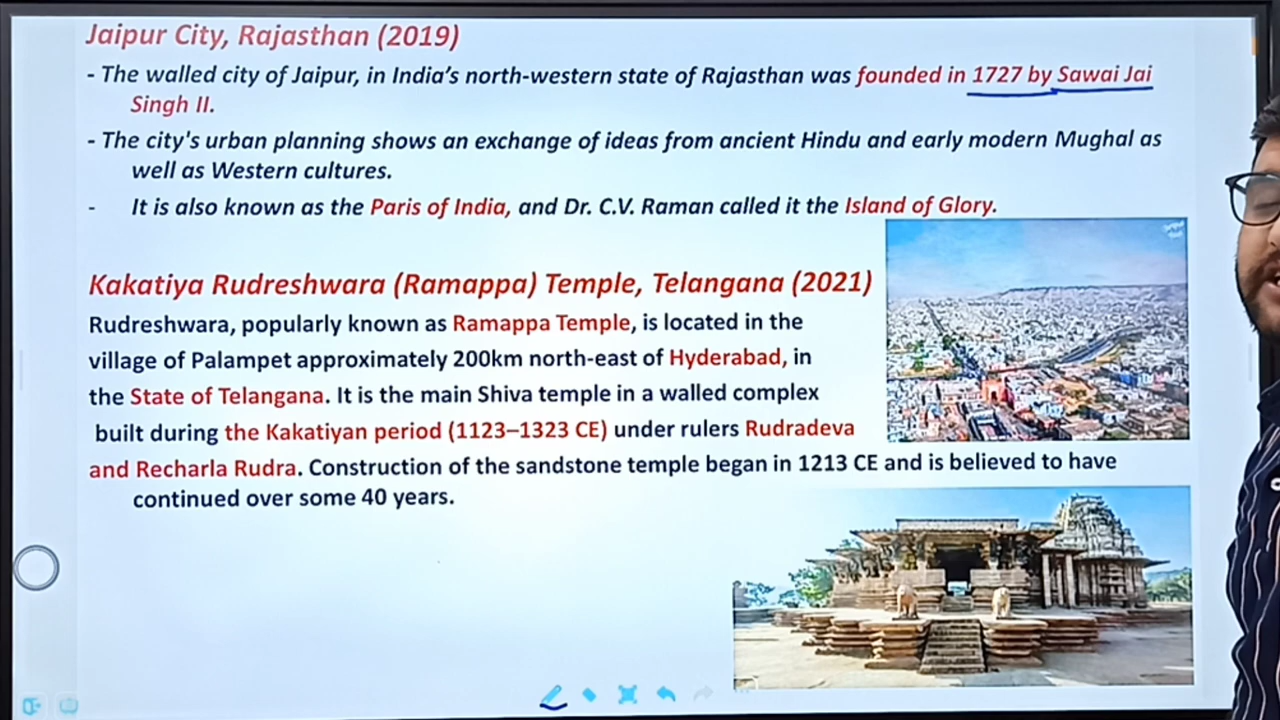 Jaipur City, Rajasthan (2019)
- The walled city of Jaipur, in India's north-western state of Rajasthan was founded in 1727 by Sawai Jai
Singh II.
- The city's urban planning shows an exchange of ideas from ancient Hindu and early modern Mughal as
well as Western cultures.
- It is also known as the Paris of India, and Dr. C.V. Raman called it the Island of Glory.
Kakatiya Rudreshwara (Ramappa) Temple, Telangana (2021)
Rudreshwara, popularly known as Ramappa Temple, is located in the
village of Palampet approximately 200km north-east of Hyderabad, in
the State of Telangana. It is the main Shiva temple in a walled complex
built during the Kakatiyan period (1123–1323 CE) under rulers Rudradeva
and Recharla Rudra. Construction of the sandstone temple began in 1213 CE and is believed to have
continued over some 40 years.